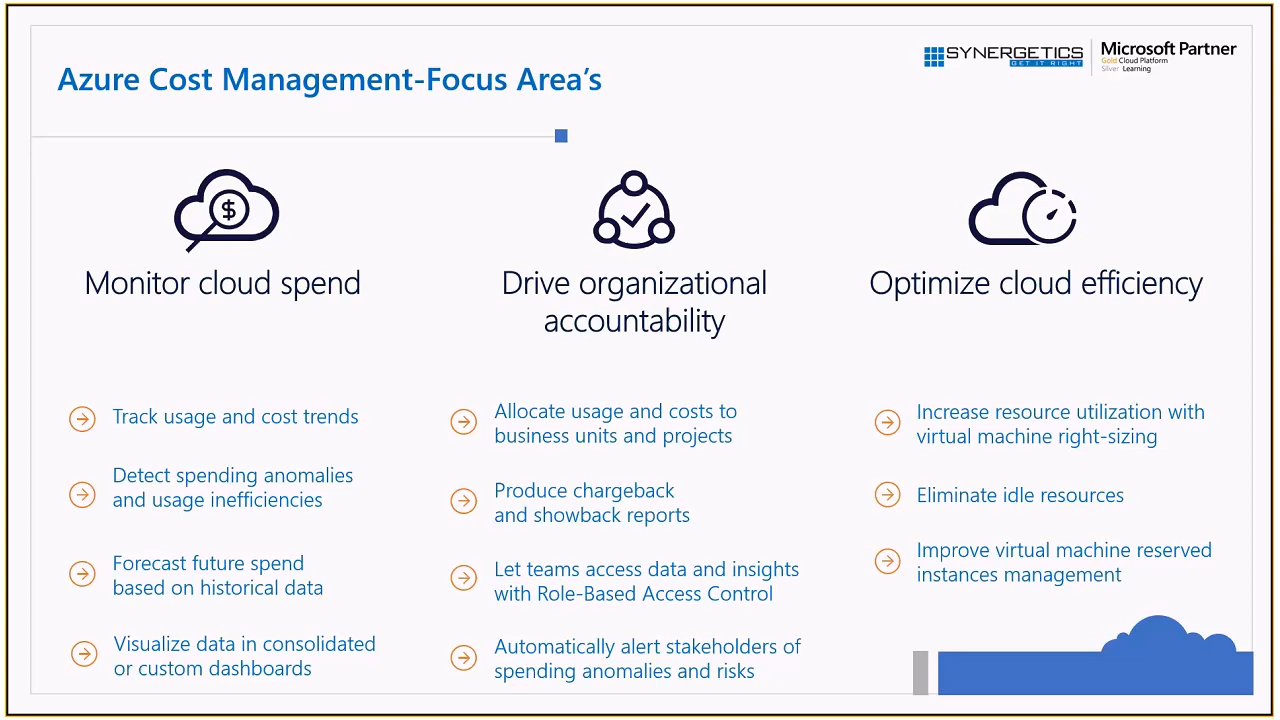 SYNERGETICS
GET IT RIGHT
Microsoft Partner
Gold Cloud Platform
Silver Learning
Azure Cost Management-Focus Area’s
$
Monitor cloud spend
Track usage and cost trends
Detect spending anomalies
and usage inefficiencies
Forecast future spend
based on historical data
Visualize data in consolidated
or custom dashboards
Drive organizational
accountability
Allocate usage and costs to
business units and projects
Produce chargeback
and showback reports
Let teams access data and insights
with Role-Based Access Control
Automatically alert stakeholders of
spending anomalies and risks
Optimize cloud efficiency
Increase resource utilization with
virtual machine right-sizing
Eliminate idle resources
Improve virtual machine reserved
instances management